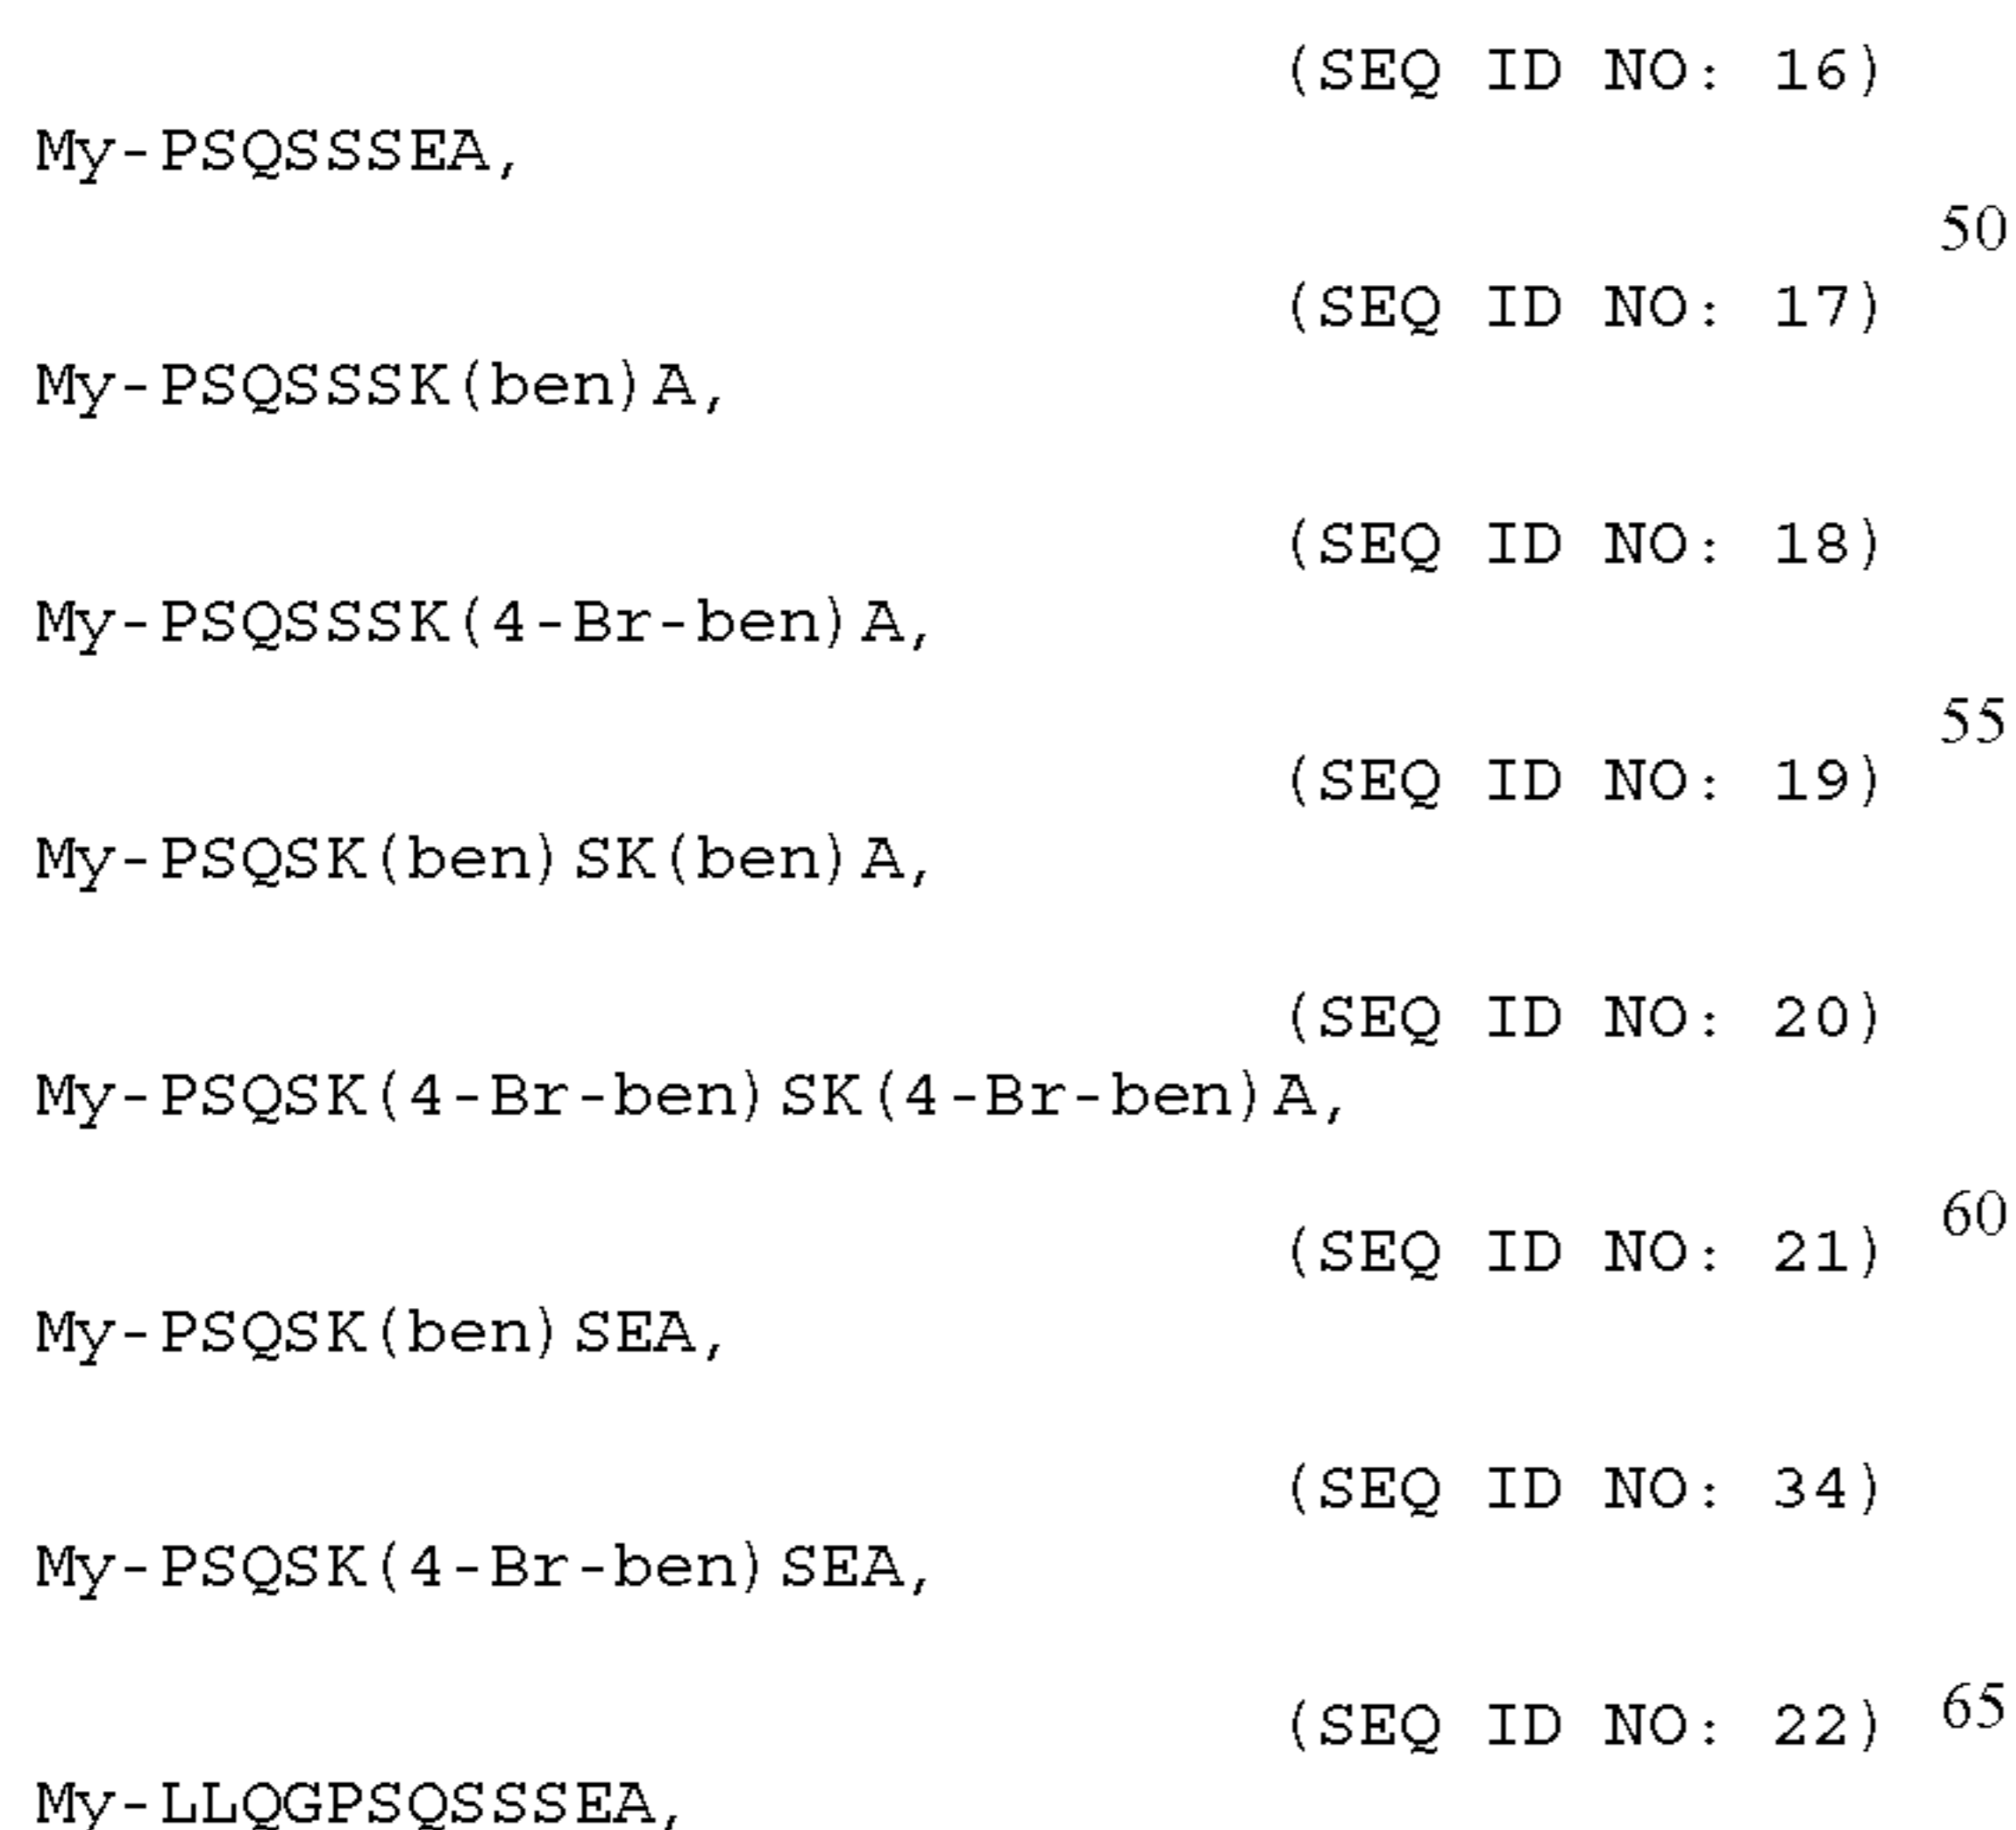 (SEQ ID NO: 16)
My-PSQSSSEA,
50
(SEQ ID NO: 17)
My-PSQSSSK(ben)A,
(SEQ ID NO: 18)
My-PSQSSSK(4-Br-ben)A,
55
(SEQ ID NO: 19)
My-PSQSK(ben)SK(ben)A,
(SEQ ID NO: 20)
My-PSQSK(4-Br-ben)SK(4-Br-ben)A,
60
(SEQ ID NO: 21)
My-PSQSK(ben)SEA,
(SEQ ID NO: 34)
My-PSQSK(4-Br-ben)SEA,
65
(SEQ ID NO: 22)
My-LLQGPSQSSSEA,